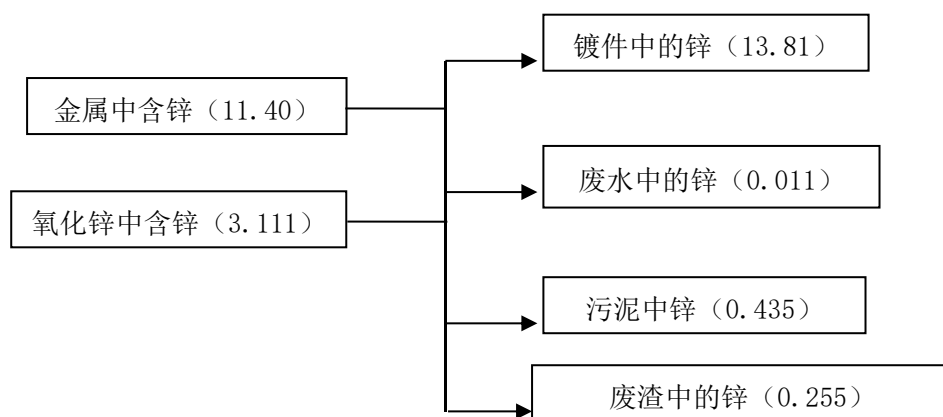 镀件中的锌（13.81）
金属中含锌（11.40）
废水中的锌（0.011）
氧化锌中含锌（3.111）
污泥中锌（0.435）
废渣中的锌（0.255）